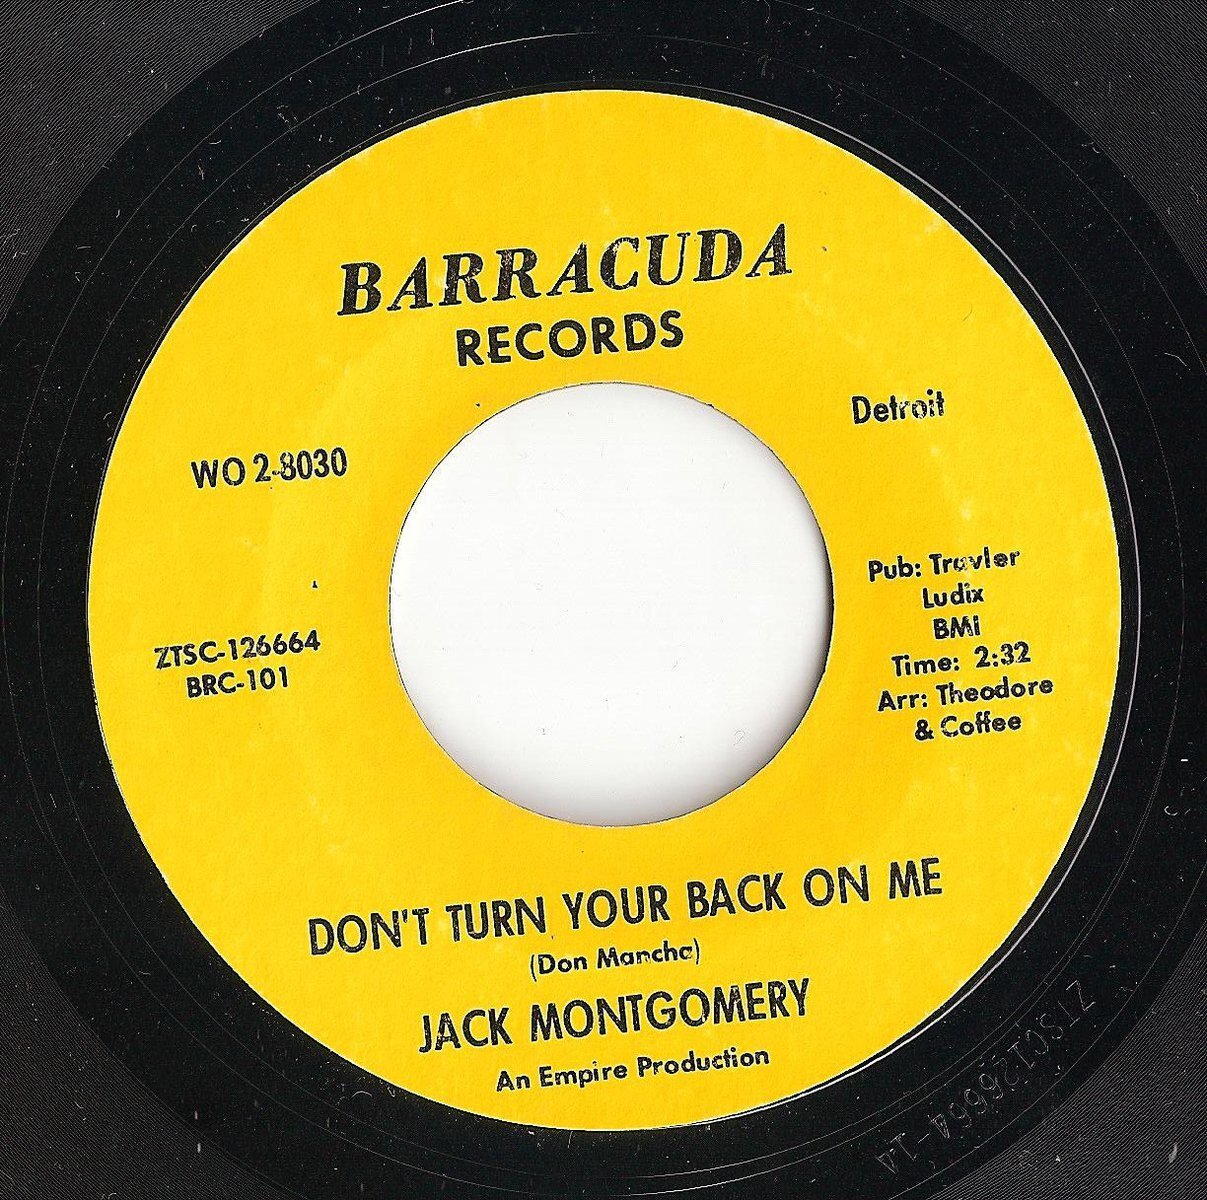 BARRACUDA
RECORDS
Detroit
WO 2-8030
Pub: Travler
Ludix
BMI
Time: 2:32
Arr: Theodore
& Coffee
ZTSC-126664
BRC-101
DON'T TURN YOUR BACK ON ME
(Don Mancha)
JACK MONTGOMERY
An Empire Production
ZTSC126664-1A